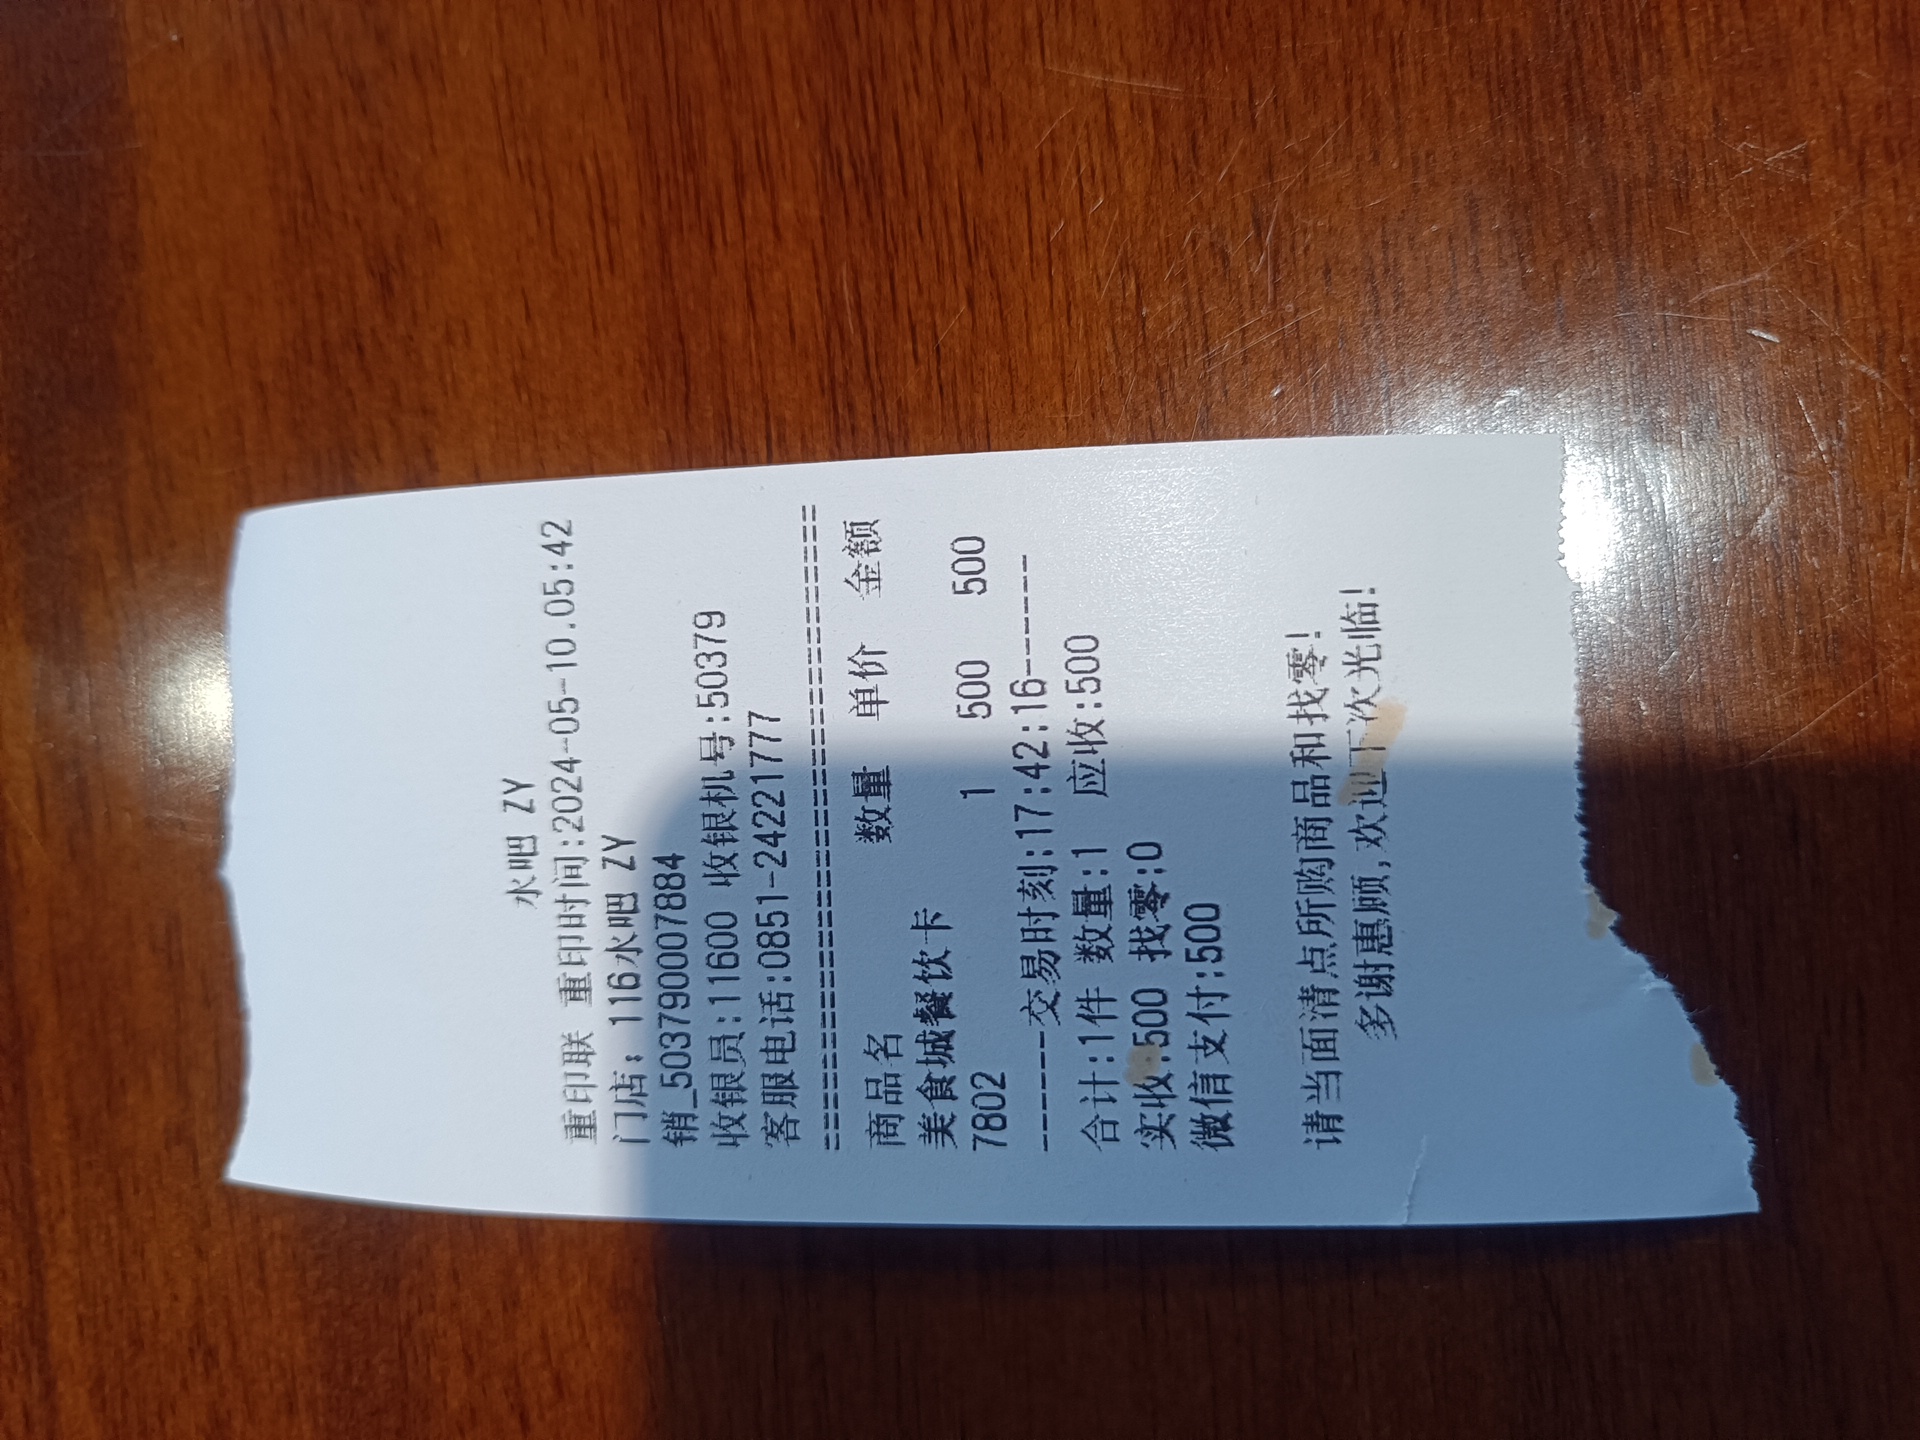 水吧 ZY
重印联 重印时间:2024-05-10.05:42
门店: 116水吧 ZY
销_503790007884
收银员:11600 收银机号:50379
客服电话:0851-24221777
========================================
商品名 数量 单价 金额
美食城餐饮卡
7802 1 500 500
------交易时刻:17:42:16------
合计:1件 数量:1 应收:500
实收:500 找零:0
微信支付:500
请当面清点所购商品和找零!
多谢惠顾,欢迎下次光临!